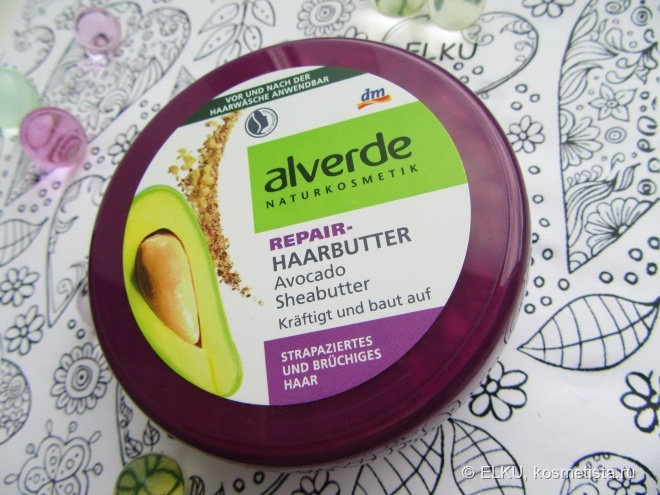 ELKU
VOR UND NACH DER
HAARWÄSCHE ANWENDBAR
dm
alverde
NATURKOSMETIK
REPAIR-
HAARBUTTER
Avocado
Sheabutter
Kräftigt und baut auf
STRAPAZIERTES
UND BRÜCHIGES
HAAR
© ELKU, kosmetista.ru